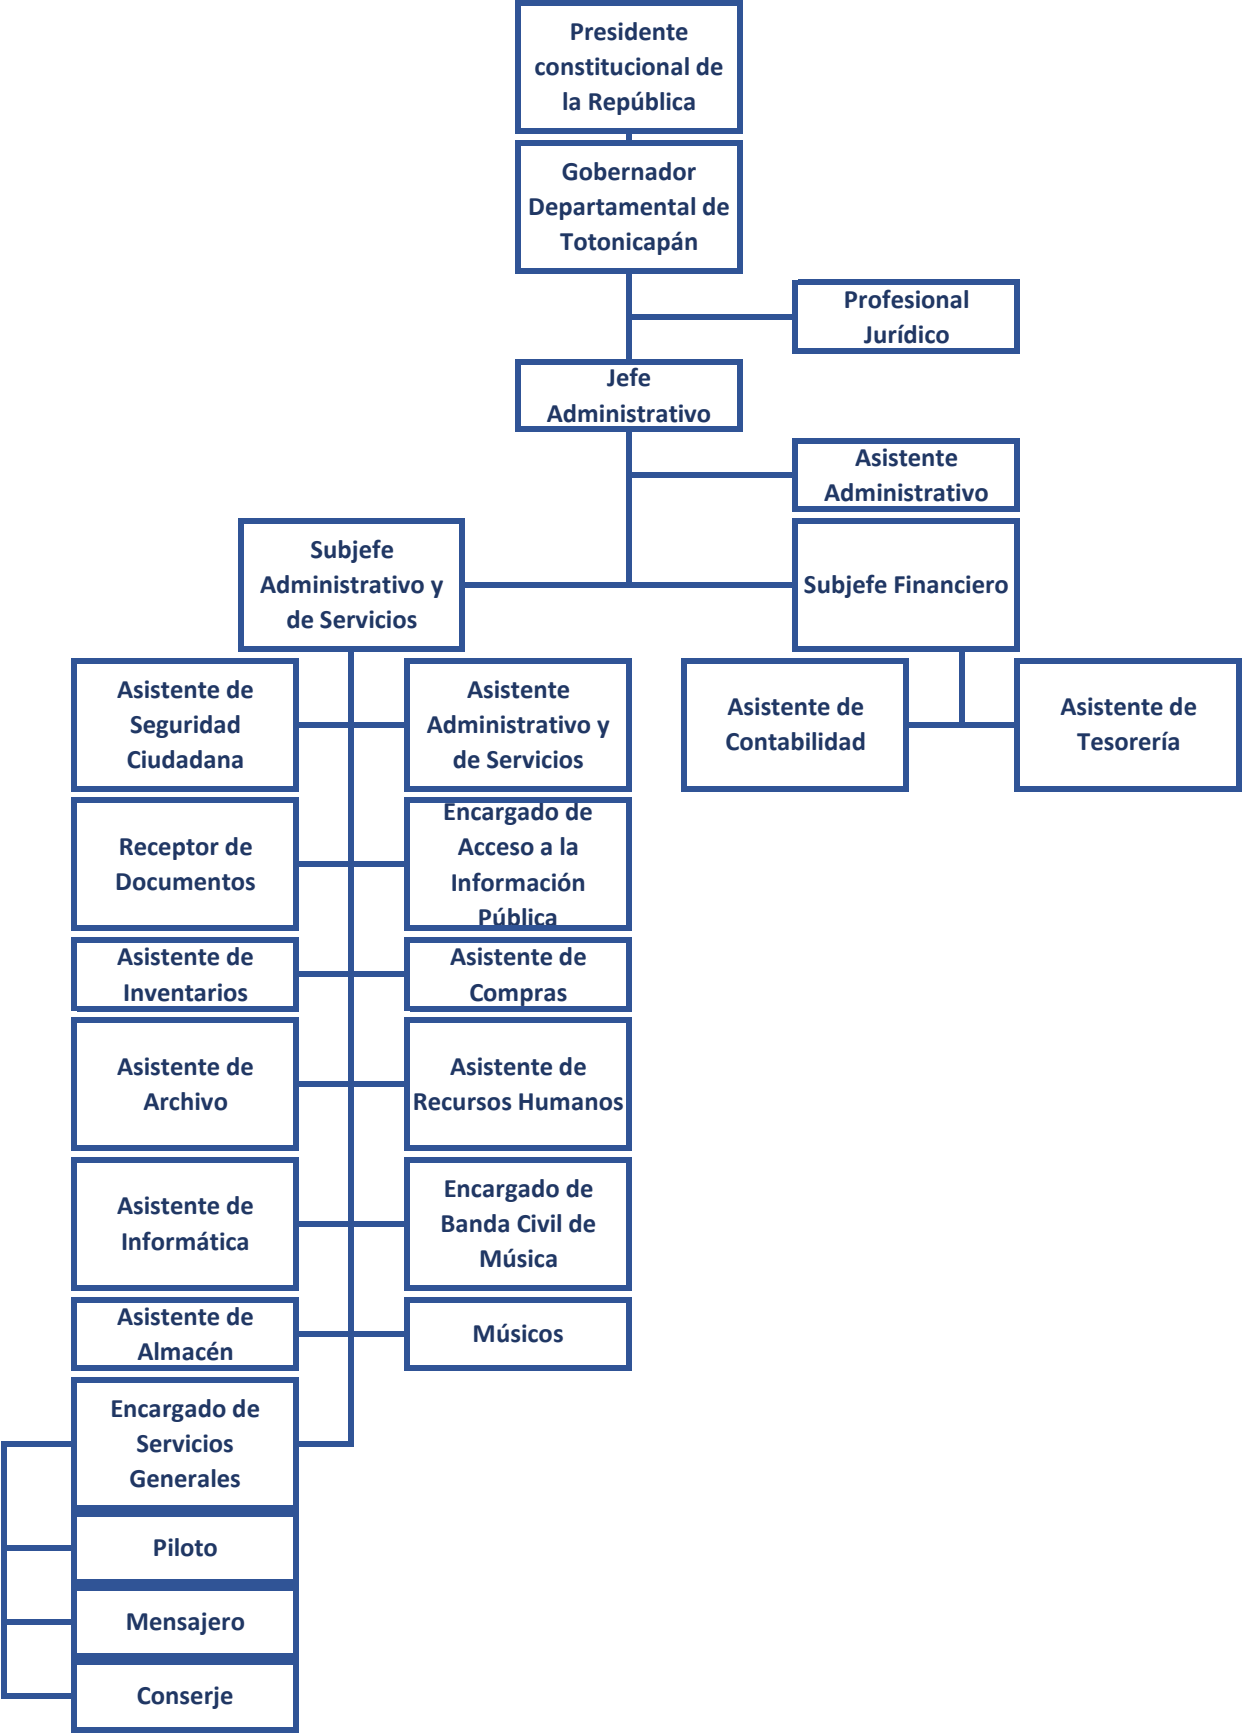 Presidente
constitucional de
la República
Gobernador
Departamental de
Totonicapán
Profesional
Jurídico
Jefe
Administrativo
Asistente
Administrativo
Subjefe
Administrativo y
de Servicios
Subjefe Financiero
Asistente de
Seguridad
Ciudadana
Asistente
Administrativo y
de Servicios
Asistente de
Contabilidad
Asistente de
Tesorería
Receptor de
Documentos
Encargado de
Acceso a la
Información
Pública
Asistente de
Inventarios
Asistente de
Compras
Asistente de
Archivo
Asistente de
Recursos Humanos
Asistente de
Informática
Encargado de
Banda Civil de
Música
Asistente de
Almacén
Músicos
Encargado de
Servicios
Generales
Piloto
Mensajero
Conserje